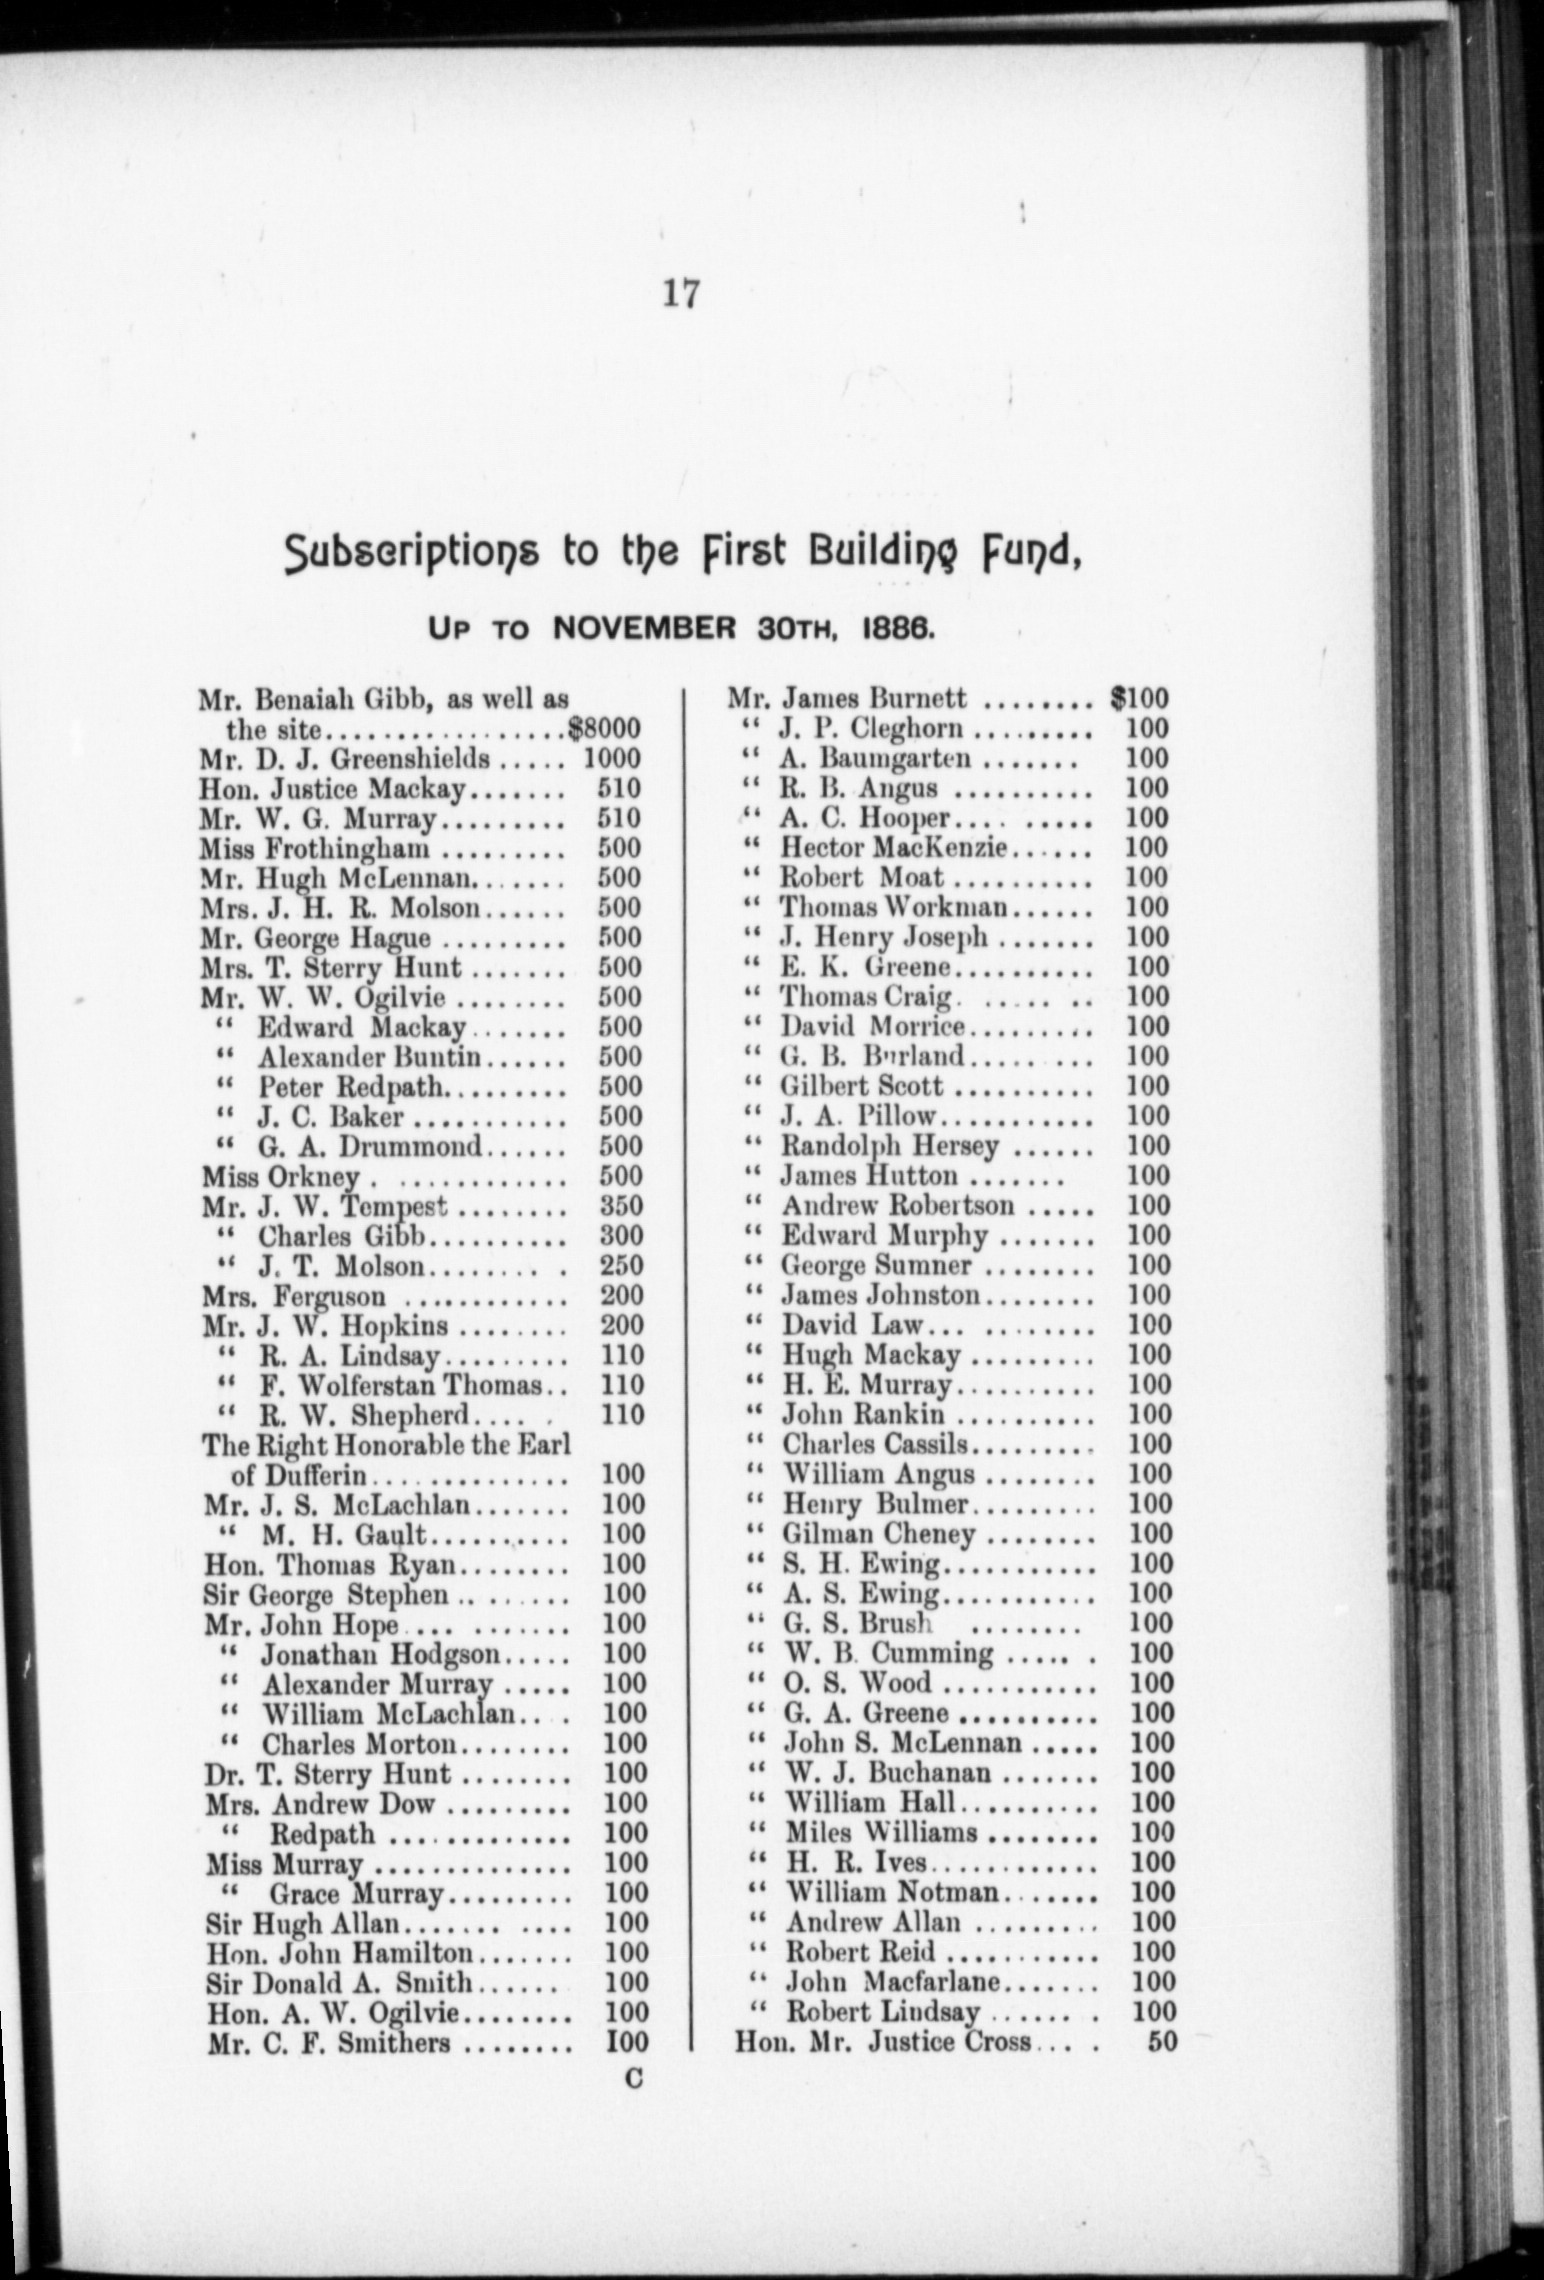 17
Subscriptions to the First Building Fund,
UP TO NOVEMBER 30TH, 1886.
Mr. Benaiah Gibb, as well as
the site.................$8000
Mr. D. J. Greenshields ..... 1000
Hon. Justice Mackay....... 510
Mr. W. G. Murray......... 510
Miss Frothingham ......... 500
Mr. Hugh McLennan....... 500
Mrs. J. H. R. Molson...... 500
Mr. George Hague ......... 500
Mrs. T. Sterry Hunt ....... 500
Mr. W. W. Ogilvie ........ 500
“ Edward Mackay....... 500
“ Alexander Buntin...... 500
“ Peter Redpath......... 500
“ J. C. Baker ........... 500
“ G. A. Drummond...... 500
Miss Orkney . ............ 500
Mr. J. W. Tempest ........ 350
“ Charles Gibb.......... 300
“ J. T. Molson......... . 250
Mrs. Ferguson ............ 200
Mr. J. W. Hopkins ........ 200
“ R. A. Lindsay......... 110
“ F. Wolferstan Thomas.. 110
“ R. W. Shepherd.... . 110
The Right Honorable the Earl
of Dufferin.............. 100
Mr. J. S. McLachlan....... 100
“ M. H. Gault.......... 100
Hon. Thomas Ryan........ 100
Sir George Stephen .. ...... 100
Mr. John Hope.... ....... 100
“ Jonathan Hodgson..... 100
“ Alexander Murray ..... 100
“ William McLachlan.. . 100
“ Charles Morton........ 100
Dr. T. Sterry Hunt ........ 100
Mrs. Andrew Dow ......... 100
“ Redpath ............. 100
Miss Murray .............. 100
“ Grace Murray......... 100
Sir Hugh Allan....... .... 100
Hon. John Hamilton....... 100
Sir Donald A. Smith...... 100
Hon. A. W. Ogilvie........ 100
Mr. C. F. Smithers ........ 100
C
Mr. James Burnett ........ $100
“ J. P. Cleghorn ......... 100
“ A. Baumgarten ....... 100
“ R. B. Angus .......... 100
“ A. C. Hooper.... ..... 100
“ Hector MacKenzie...... 100
“ Robert Moat .......... 100
“ Thomas Workman...... 100
“ J. Henry Joseph ....... 100
“ E. K. Greene.......... 100
“ Thomas Craig. ..... .. 100
“ David Morrice......... 100
“ G. B. Burland..... ... 100
“ Gilbert Scott .......... 100
“ J. A. Pillow........... 100
“ Randolph Hersey ...... 100
“ James Hutton ....... 100
“ Andrew Robertson ..... 100
“ Edward Murphy ....... 100
“ George Sumner ........ 100
“ James Johnston........ 100
“ David Law... ........ 100
“ Hugh Mackay ......... 100
“ H. E. Murray.......... 100
“ John Rankin .......... 100
“ Charles Cassils......... 100
“ William Angus ........ 100
“ Henry Bulmer......... 100
“ Gilman Cheney ........ 100
“ S. H. Ewing........... 100
“ A. S. Ewing........... 100
“ G. S. Brush ........ 100
“ W. B. Cumming ..... . 100
“ O. S. Wood ........... 100
“ G. A. Greene .......... 100
“ John S. McLennan ..... 100
“ W. J. Buchanan ....... 100
“ William Hall.......... 100
“ Miles Williams ........ 100
“ H. R. Ives............ 100
“ William Notman....... 100
“ Andrew Allan ......... 100
“ Robert Reid ........... 100
“ John Macfarlane....... 100
“ Robert Lindsay ...... . 100
Hon. Mr. Justice Cross... . 50